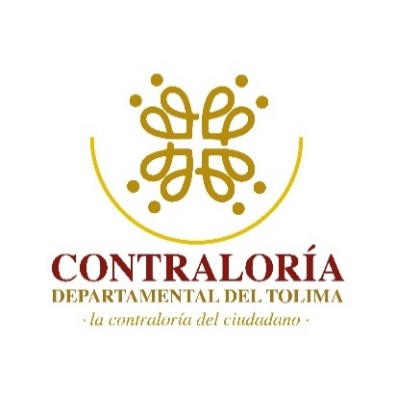 CONTRALORÍA
DEPARTAMENTAL DEL TOLIMA
· la contraloría del ciudadano ·